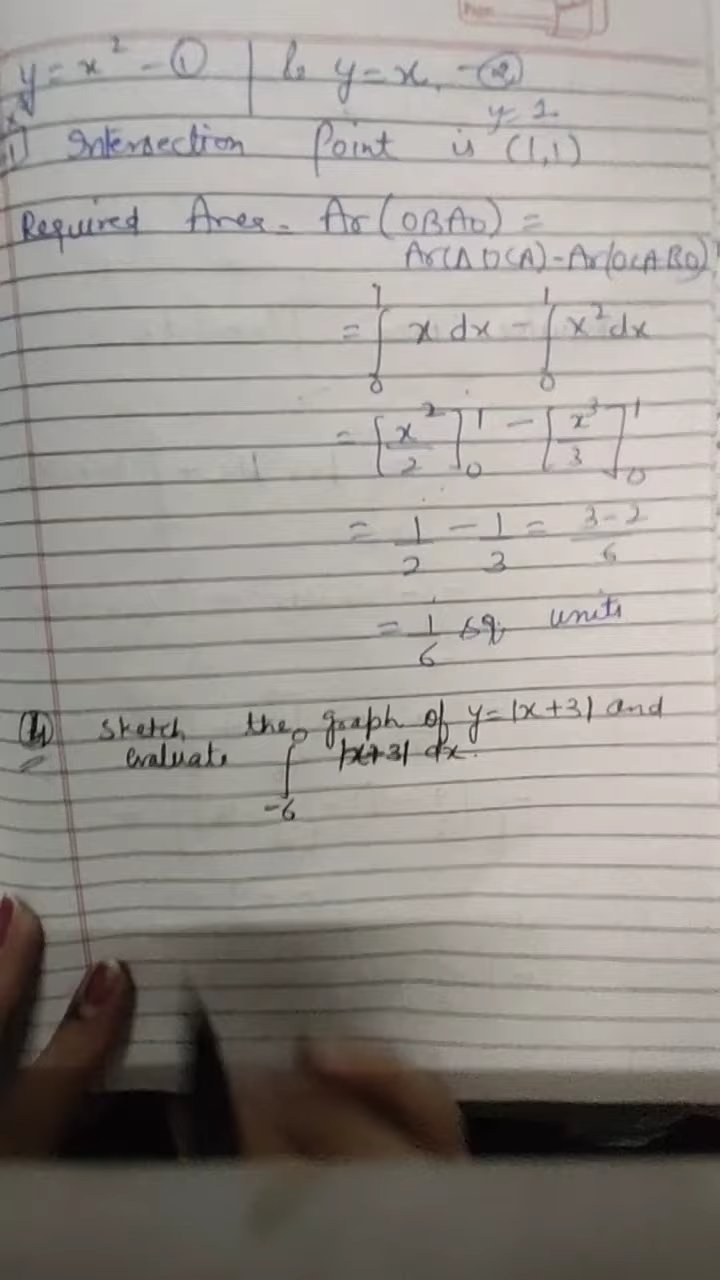 y = x² - ① | & y = x, - ②
y = 1
Intersection Point is (1,1)
Required Area = Ar (OBAO) =
Ar(Δ OCA) - Ar(OCABO)
= ∫₀¹ x dx - ∫₀¹ x² dx
= [x²/2]₀¹ - [x³/3]₀¹
= 1/2 - 1/3 = 3-2/6
= 1/6 sq. units
④ Sketch the graph of y = |x+3| and
evaluate ∫₋₆⁰ |x+3| dx.